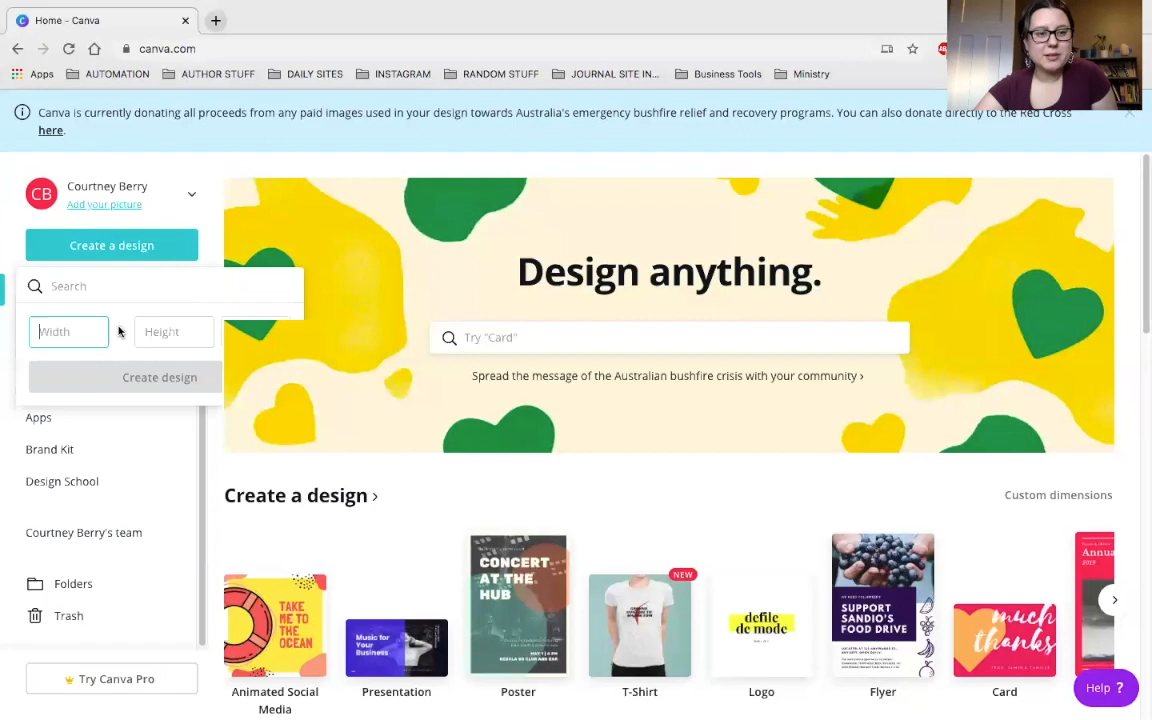 Home - Canva
canva.com
Apps AUTOMATION AUTHOR STUFF DAILY SITES INSTAGRAM RANDOM STUFF JOURNAL SITE IN... Business Tools Ministry
Canva is currently donating all proceeds from any paid images used in your design towards Australia's emergency bushfire relief and recovery programs. You can also donate directly to the Red Cross
here.
CB
Courtney Berry
Add your picture
Create a design
Search
Width
Height
Create design
Apps
Brand Kit
Design School
Courtney Berry's team
Folders
Trash
Try Canva Pro
Design anything.
Try "Card"
Spread the message of the Australian bushfire crisis with your community ›
Create a design ›
Custom dimensions
TAKE
ME TO
THE
OCEAN
Music for
Your
Business
CONCERT
AT THE
HUB
NEW
defile
de mode
SUPPORT
SANDIO'S
FOOD DRIVE
much
thanks
Annua
2019
Animated Social
Media
Presentation
Poster
T-Shirt
Logo
Flyer
Card
Help ?